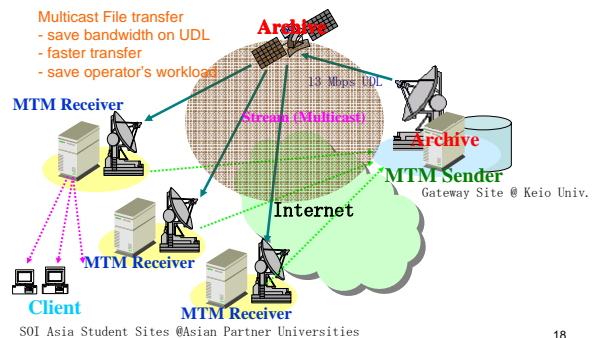 Multicast File transfer
- save bandwidth on UDL
- faster transfer
- save operator's workload
Archive
13 Mbps UDL
MTM Receiver
Stream (Multicast)
Archive
MTM Sender
Gateway Site @ Keio Univ.
Internet
MTM Receiver
MTM Receiver
Client
SOI Asia Student Sites @Asian Partner Universities
18